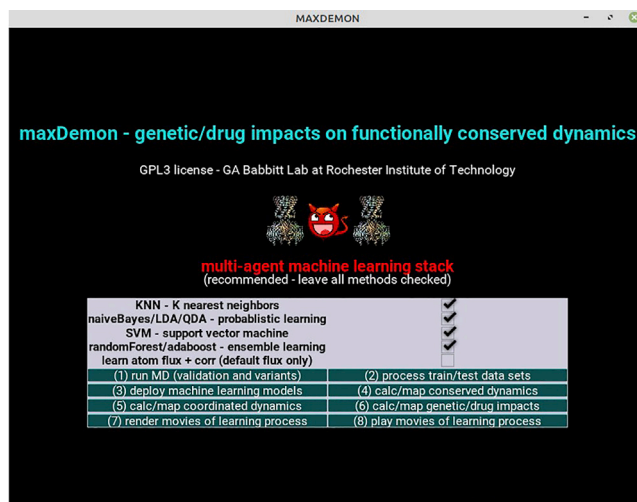 MAXDEMON
maxDemon - genetic/drug impacts on functionally conserved dynamics
GPL3 license - GA Babbitt Lab at Rochester Institute of Technology
multi-agent machine learning stack
(recommended - leave all methods checked)
KNN - K nearest neighbors
naiveBayes/LDA/QDA - probablistic learning
SVM - support vector machine
randomForest/adaboost - ensemble learning
learn atom flux + corr (default flux only)
(1) run MD (validation and variants) (2) process train/test data sets
(3) deploy machine learning models (4) calc/map conserved dynamics
(5) calc/map coordinated dynamics (6) calc/map genetic/drug impacts
(7) render movies of learning process (8) play movies of learning process